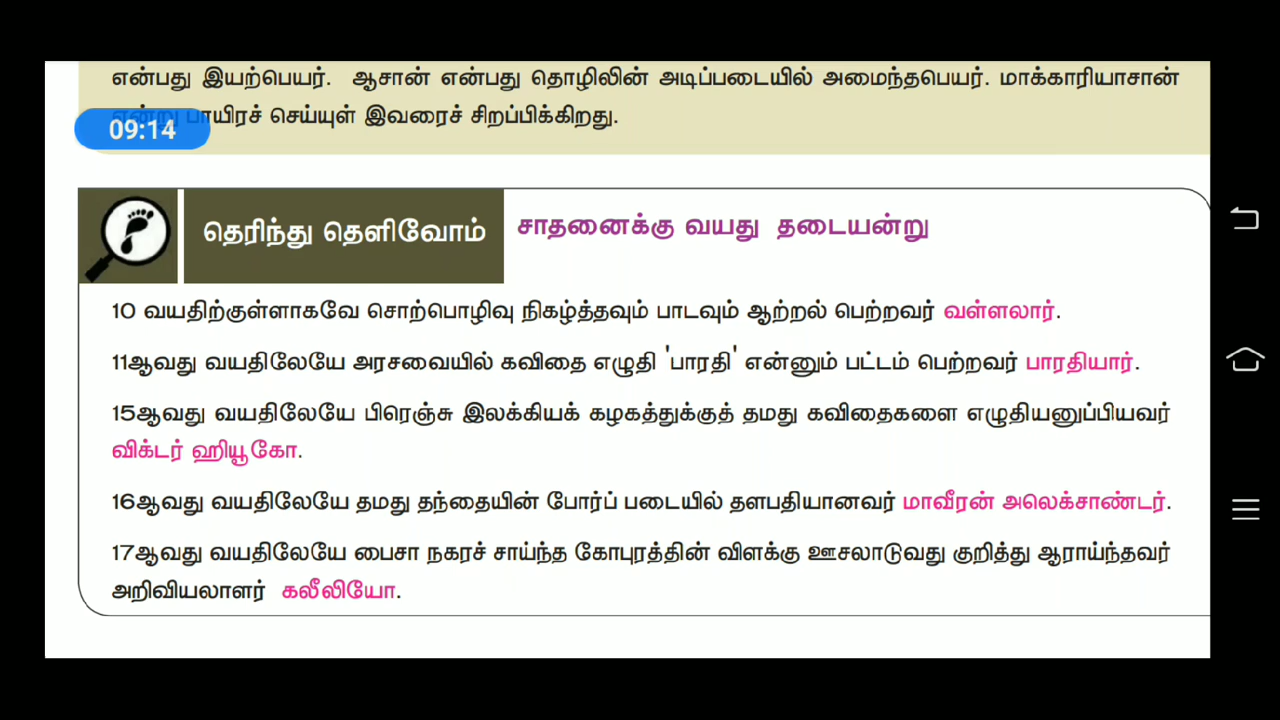 என்பது இயற்பெயர். ஆசான் என்பது தொழிலின் அடிப்படையில் அமைந்தபெயர். மாக்காரியாசான்
என்று பாயிரச் செய்யுள் இவரைச் சிறப்பிக்கிறது.
09:14
தெரிந்து தெளிவோம் சாதனைக்கு வயது தடையன்று
10 வயதிற்குள்ளாகவே சொற்பொழிவு நிகழ்த்தவும் பாடவும் ஆற்றல் பெற்றவர் வள்ளலார்.
11ஆவது வயதிலேயே அரசவையில் கவிதை எழுதி 'பாரதி' என்னும் பட்டம் பெற்றவர் பாரதியார்.
15ஆவது வயதிலேயே பிரெஞ்சு இலக்கியக் கழகத்துக்குத் தமது கவிதைகளை எழுதியனுப்பியவர்
விக்டர் ஹியூகோ.
16ஆவது வயதிலேயே தமது தந்தையின் போர்ப் படையில் தளபதியானவர் மாவீரன் அலெக்சாண்டர்.
17ஆவது வயதிலேயே பைசா நகரச் சாய்ந்த கோபுரத்தின் விளக்கு ஊசலாடுவது குறித்து ஆராய்ந்தவர்
அறிவியலாளர் கலீலியோ.